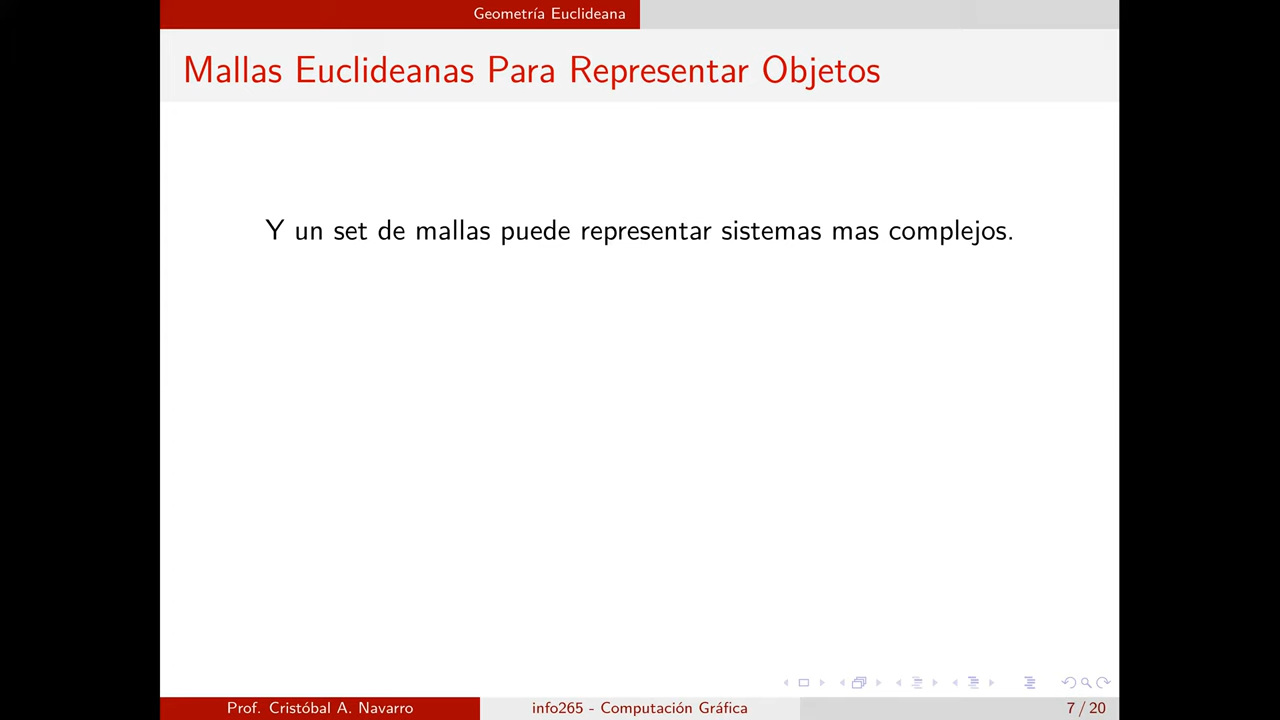 Geometría Euclideana
Mallas Euclideanas Para Representar Objetos
Y un set de mallas puede representar sistemas mas complejos.
Prof. Cristóbal A. Navarro
info265 - Computación Gráfica
7 / 20